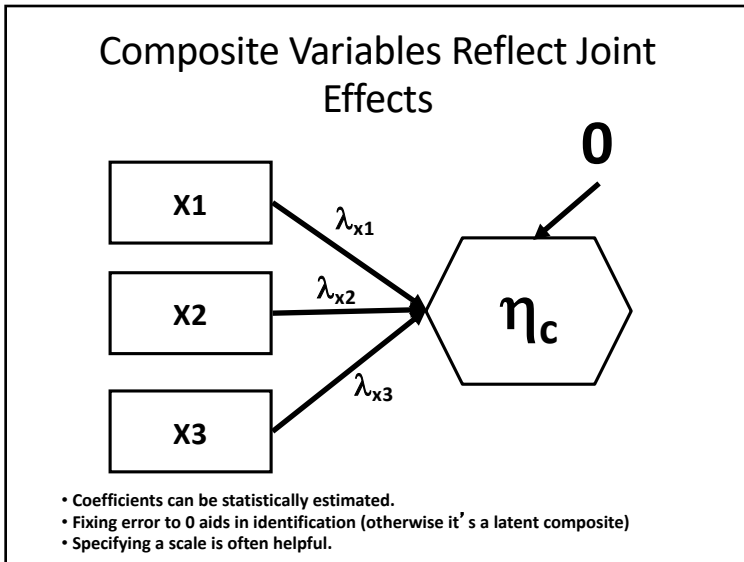 Composite Variables Reflect Joint
Effects
0
X1
λx1
X2
λx2
ηc
X3
λx3
• Coefficients can be statistically estimated.
• Fixing error to 0 aids in identification (otherwise it's a latent composite)
• Specifying a scale is often helpful.